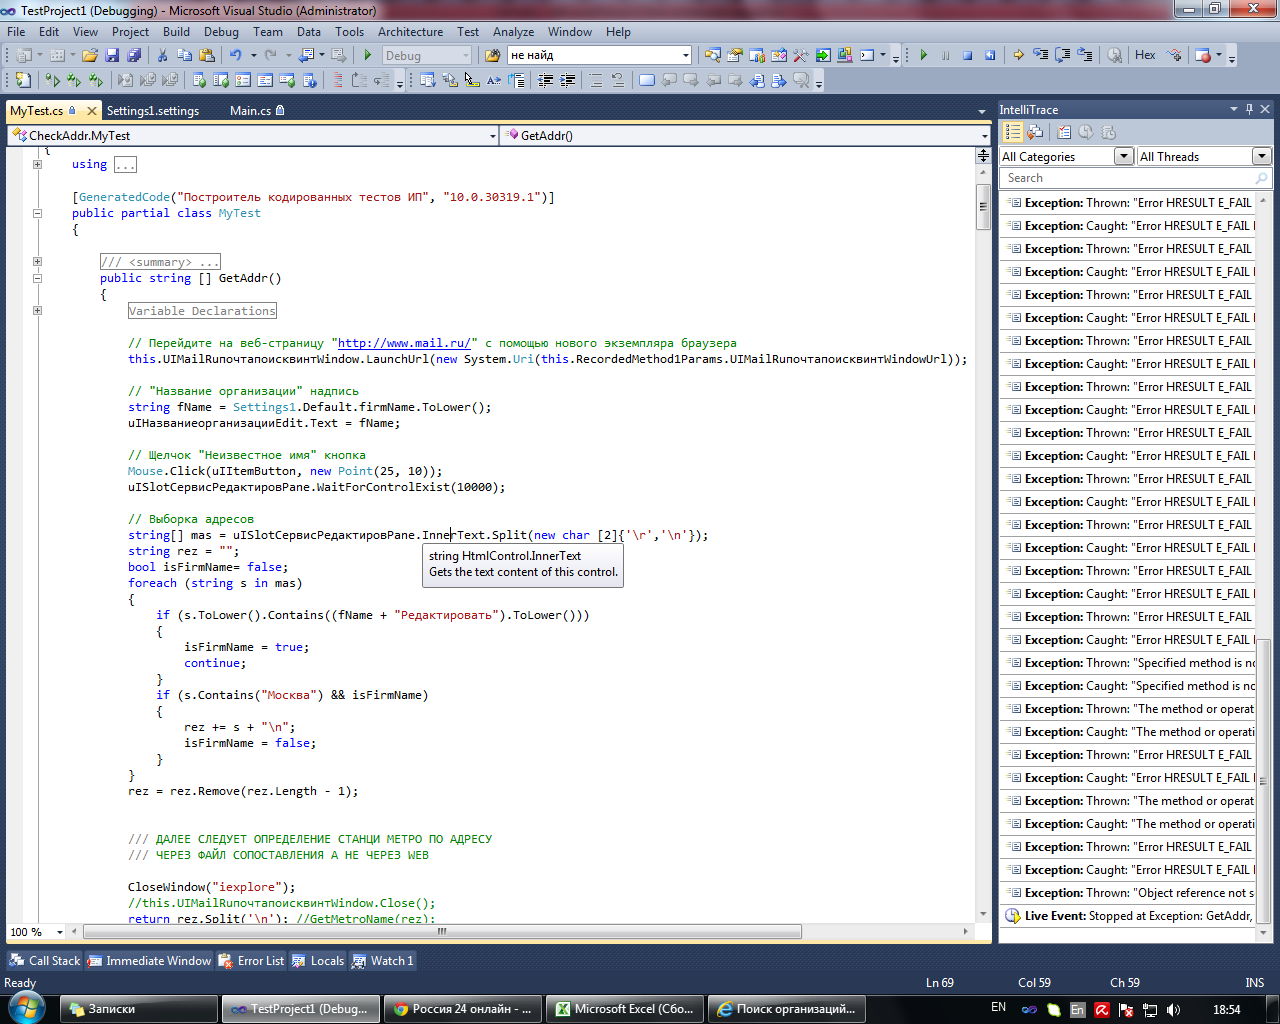 TestProject1 (Debugging) - Microsoft Visual Studio (Administrator)
File Edit View Project Build Debug Team Data Tools Architecture Test Analyze Window Help
Debug не найд Hex
MyTest.cs Settings1.settings Main.cs
CheckAddr.MyTest GetAddr()
{
using ...
[GeneratedCode("Построитель кодированных тестов ИП", "10.0.30319.1")]
public partial class MyTest
{
/// <summary> ...
public string [] GetAddr()
{
Variable Declarations
// Перейдите на веб-страницу "http://www.mail.ru/" с помощью нового экземпляра браузера
this.UIMailRuпочтапоисквинтWindow.LaunchUrl(new System.Uri(this.RecordedMethod1Params.UIMailRuпочтапоисквинтWindowUrl));
// "Название организации" надпись
string fName = Settings1.Default.firmName.ToLower();
uIНазваниеорганизацииEdit.Text = fName;
// Щелчок "Неизвестное имя" кнопка
Mouse.Click(uIItemButton, new Point(25, 10));
uISlotСервисРедактировPane.WaitForControlExist(10000);
// Выборка адресов
string[] mas = uISlotСервисРедактировPane.InnerText.Split(new char [2]{'\r','\n'});
string rez = "";
string HtmlControl.InnerText
bool isFirmName= false;
Gets the text content of this control.
foreach (string s in mas)
{
if (s.ToLower().Contains((fName + "Редактировать").ToLower()))
{
isFirmName = true;
continue;
}
if (s.Contains("Москва") && isFirmName)
{
rez += s + "\n";
isFirmName = false;
}
}
rez = rez.Remove(rez.Length - 1);
/// ДАЛЕЕ СЛЕДУЕТ ОПРЕДЕЛЕНИЕ СТАНЦИ МЕТРО ПО АДРЕСУ
/// ЧЕРЕЗ ФАЙЛ СОПОСТАВЛЕНИЯ А НЕ ЧЕРЕЗ WEB
CloseWindow("iexplore");
//this.UIMailRuпочтапоисквинтWindow.Close();
return rez.Split('\n'); //GetMetroName(rez);
100 %
IntelliTrace
All Categories All Threads
Search
Exception: Thrown: "Error HRESULT E_FAIL
Exception: Caught: "Error HRESULT E_FAIL
Exception: Thrown: "Error HRESULT E_FAIL
Exception: Caught: "Error HRESULT E_FAIL
Exception: Thrown: "Error HRESULT E_FAIL
Exception: Caught: "Error HRESULT E_FAIL
Exception: Thrown: "Error HRESULT E_FAIL
Exception: Caught: "Error HRESULT E_FAIL
Exception: Thrown: "Error HRESULT E_FAIL
Exception: Caught: "Error HRESULT E_FAIL
Exception: Thrown: "Error HRESULT E_FAIL
Exception: Caught: "Error HRESULT E_FAIL
Exception: Thrown: "Error HRESULT E_FAIL
Exception: Caught: "Error HRESULT E_FAIL
Exception: Thrown: "Error HRESULT E_FAIL
Exception: Caught: "Error HRESULT E_FAIL
Exception: Thrown: "Error HRESULT E_FAIL
Exception: Caught: "Error HRESULT E_FAIL
Exception: Thrown: "Error HRESULT E_FAIL
Exception: Caught: "Error HRESULT E_FAIL
Exception: Thrown: "Specified method is no
Exception: Caught: "Specified method is no
Exception: Thrown: "The method or operat
Exception: Caught: "The method or operati
Exception: Thrown: "Error HRESULT E_FAIL
Exception: Caught: "Error HRESULT E_FAIL
Exception: Thrown: "The method or operat
Exception: Caught: "The method or operati
Exception: Thrown: "Error HRESULT E_FAIL
Exception: Caught: "Error HRESULT E_FAIL
Exception: Thrown: "Object reference not s
Live Event: Stopped at Exception: GetAddr,
Call Stack Immediate Window Error List Locals Watch 1
Ready Ln 69 Col 59 Ch 59 INS
Записки TestProject1 (Debug... Россия 24 онлайн - ... Microsoft Excel (Сбо... Поиск организаций... EN En 18:54